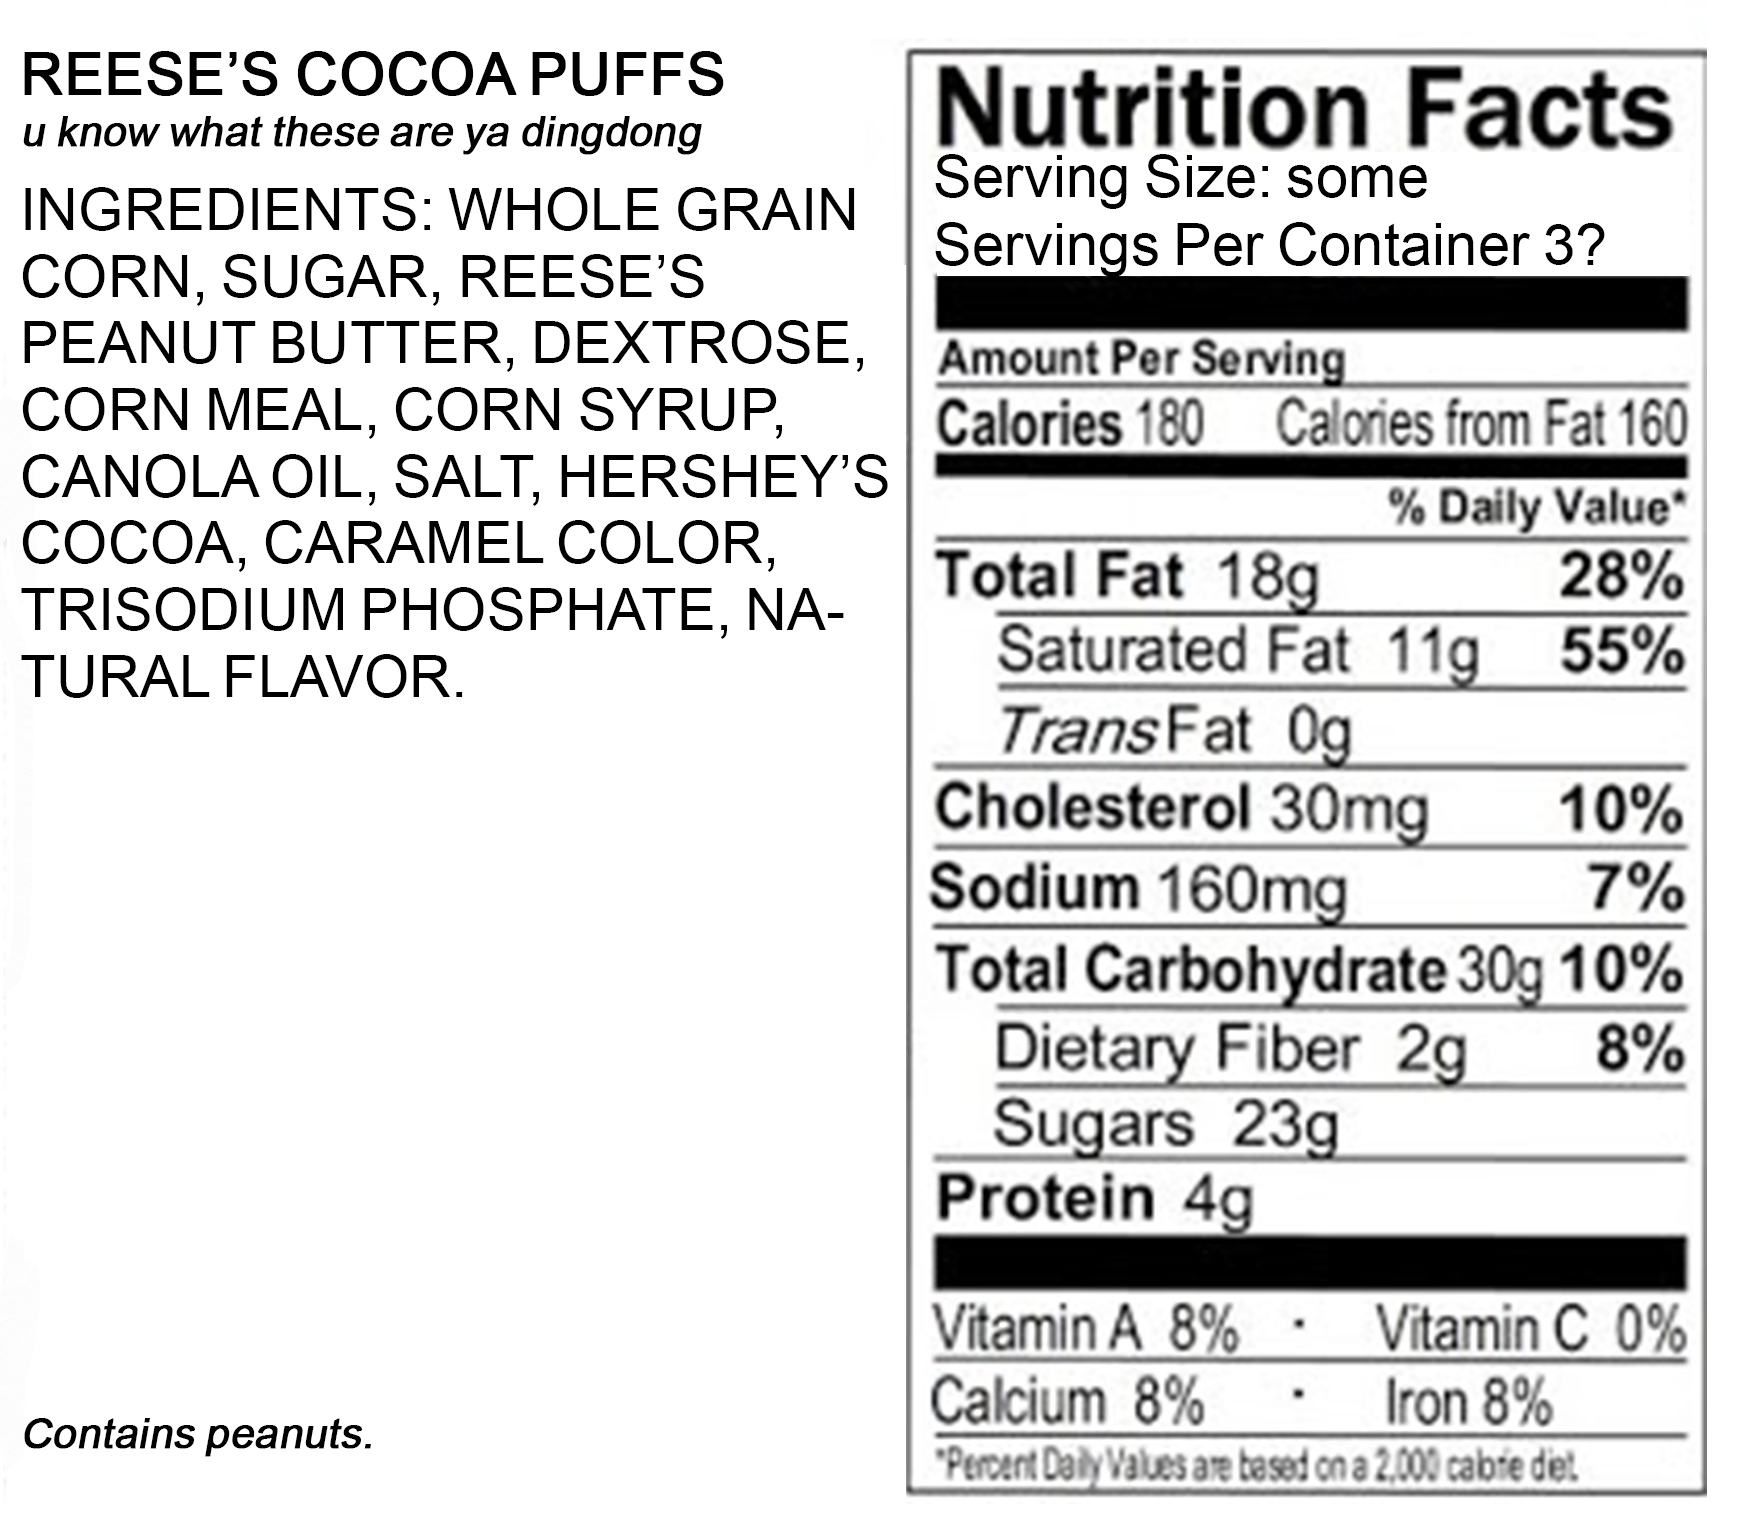 REESE’S COCOA PUFFS
u know what these are ya dingdong
INGREDIENTS: WHOLE GRAIN
CORN, SUGAR, REESE’S
PEANUT BUTTER, DEXTROSE,
CORN MEAL, CORN SYRUP,
CANOLA OIL, SALT, HERSHEY’S
COCOA, CARAMEL COLOR,
TRISODIUM PHOSPHATE, NA-
TURAL FLAVOR.
Contains peanuts.
Nutrition Facts
Serving Size: some
Servings Per Container 3?
Amount Per Serving
Calories 180 Calories from Fat 160
% Daily Value*
Total Fat 18g 28%
Saturated Fat 11g 55%
Trans Fat 0g
Cholesterol 30mg 10%
Sodium 160mg 7%
Total Carbohydrate 30g 10%
Dietary Fiber 2g 8%
Sugars 23g
Protein 4g
Vitamin A 8% · Vitamin C 0%
Calcium 8% · Iron 8%
*Percent Daily Values are based on a 2,000 calorie diet.